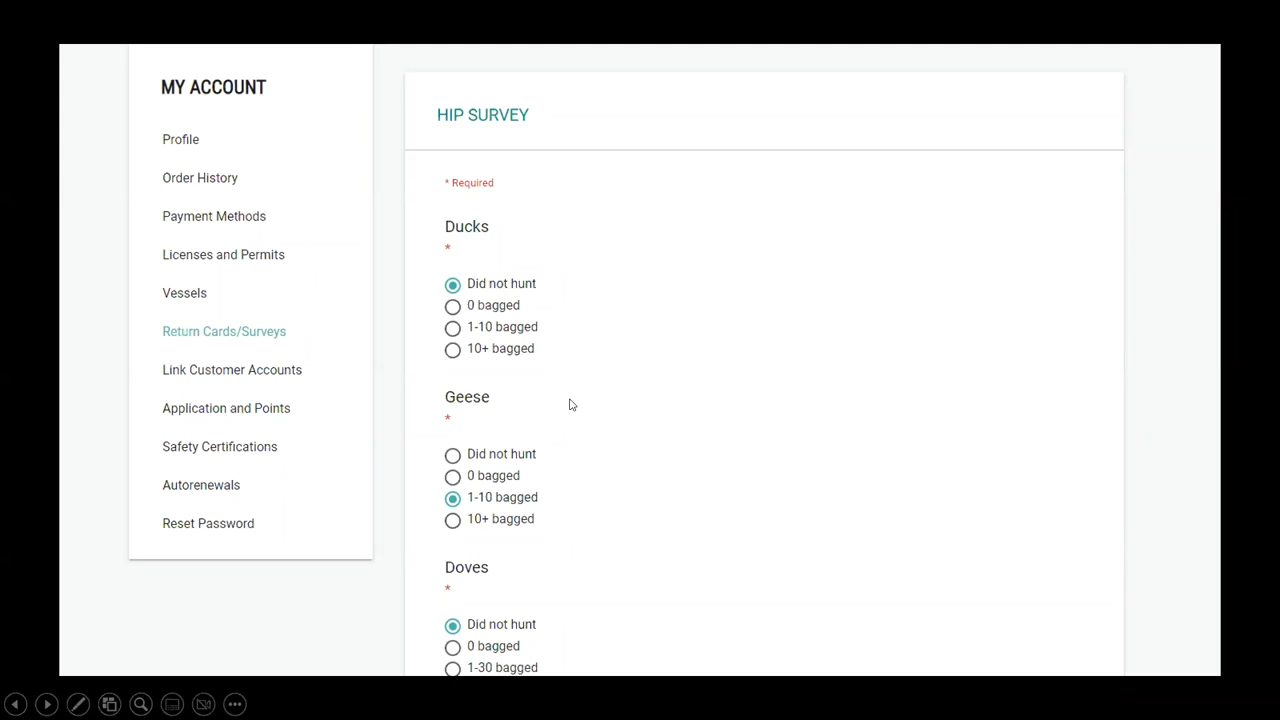 MY ACCOUNT
Profile
Order History
Payment Methods
Licenses and Permits
Vessels
Return Cards/Surveys
Link Customer Accounts
Application and Points
Safety Certifications
Autorenewals
Reset Password
HIP SURVEY
* Required
Ducks
*
Did not hunt
0 bagged
1-10 bagged
10+ bagged
Geese
*
Did not hunt
0 bagged
1-10 bagged
10+ bagged
Doves
*
Did not hunt
0 bagged
1-30 bagged